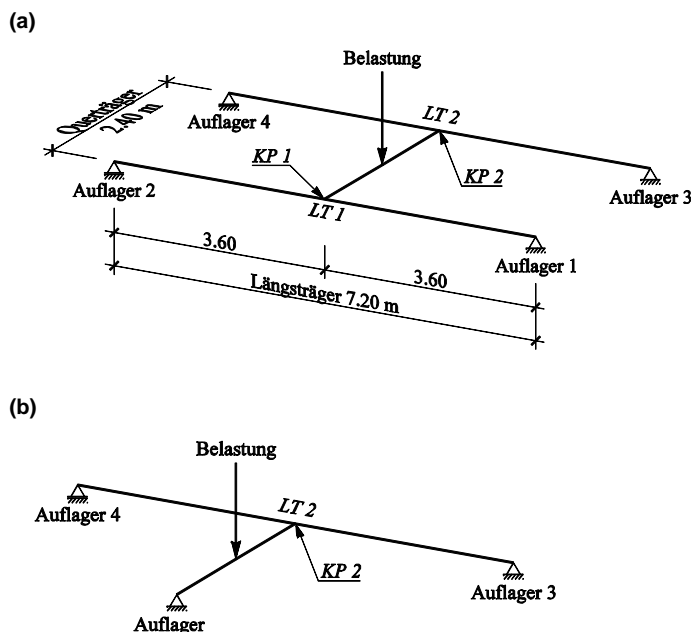 (a)
Belastung
Querträger
2.40 m
Auflager 4
LT 2
KP 1
KP 2
Auflager 2
LT 1
Auflager 3
3.60
3.60
Auflager 1
Längsträger 7.20 m
(b)
Belastung
LT 2
Auflager 4
KP 2
Auflager 3
Auflager